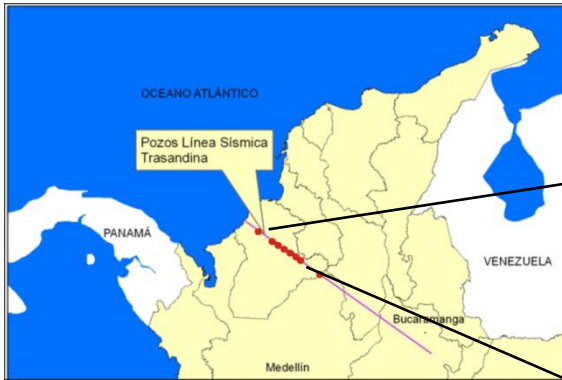 OCEANO ATLÁNTICO
Pozos Línea Sísmica
Trasandina
PANAMÁ
VENEZUELA
Bucaramanga
Medellín